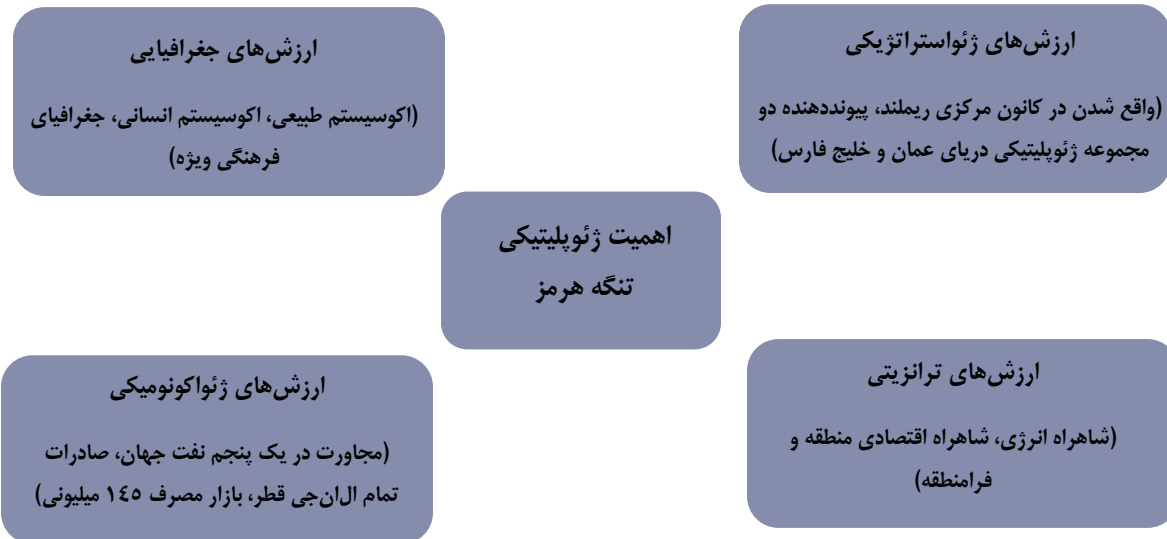 ارزش‌های ژئواستراتژیکی
(واقع شدن در کانون مرکزی ریملند، پیونددهنده دو
مجموعه ژئوپلیتیکی دریای عمان و خلیج فارس)
ارزش‌های جغرافیایی
(اکوسیستم طبیعی، اکوسیستم انسانی، جغرافیای
فرهنگی ویژه)
اهمیت ژئوپلیتیکی
تنگه هرمز
ارزش‌های ترانزیتی
(شاهراه انرژی، شاهراه اقتصادی منطقه و
فرامنطقه)
ارزش‌های ژئواکونومیکی
(مجاورت در یک پنجم نفت جهان، صادرات
تمام ال‌ان‌جی قطر، بازار مصرف ١٤٥ میلیونی)